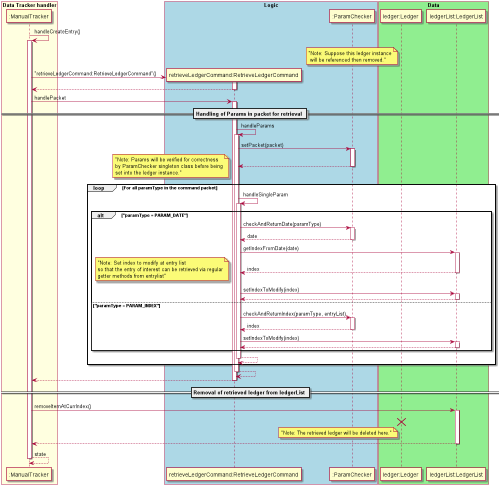 Data Tracker handler
Logic
Data
ManualTracker
ParamChecker
ledger:Ledger
ledgerList:LedgerList
handleCreateEntry()
"Note: Suppose this ledger instance
will be referenced then removed."
"retrieveLedgerCommand:RetrieveLedgerCommand"()
retrieveLedgerCommand:RetrieveLedgerCommand
handlePacket
Handling of Params in packet for retrieval
handleParams
setPacket(packet)
"Note: Params will be verified for correctness
by ParamChecker singleton class before being
set into the ledger instance."
loop
[For all paramType in the command packet]
handleSingleParam
alt
["paramType = PARAM_DATE"]
checkAndReturnDate(paramType)
date
getIndexFromDate(date)
"Note: Set index to modify at entry list
so that the entry of interest can be retrieved via regular
getter methods from entrylist"
index
setIndexToModify(index)
["paramType = PARAM_INDEX"]
checkAndReturnIndex(paramType, entryList)
index
setIndexToModify(index)
Removal of retrieved ledger from ledgerList
removeItemAtCurrIndex()
"Note: The retrieved ledger will be deleted here."
state
ManualTracker
retrieveLedgerCommand:RetrieveLedgerCommand
ParamChecker
ledger:Ledger
ledgerList:LedgerList